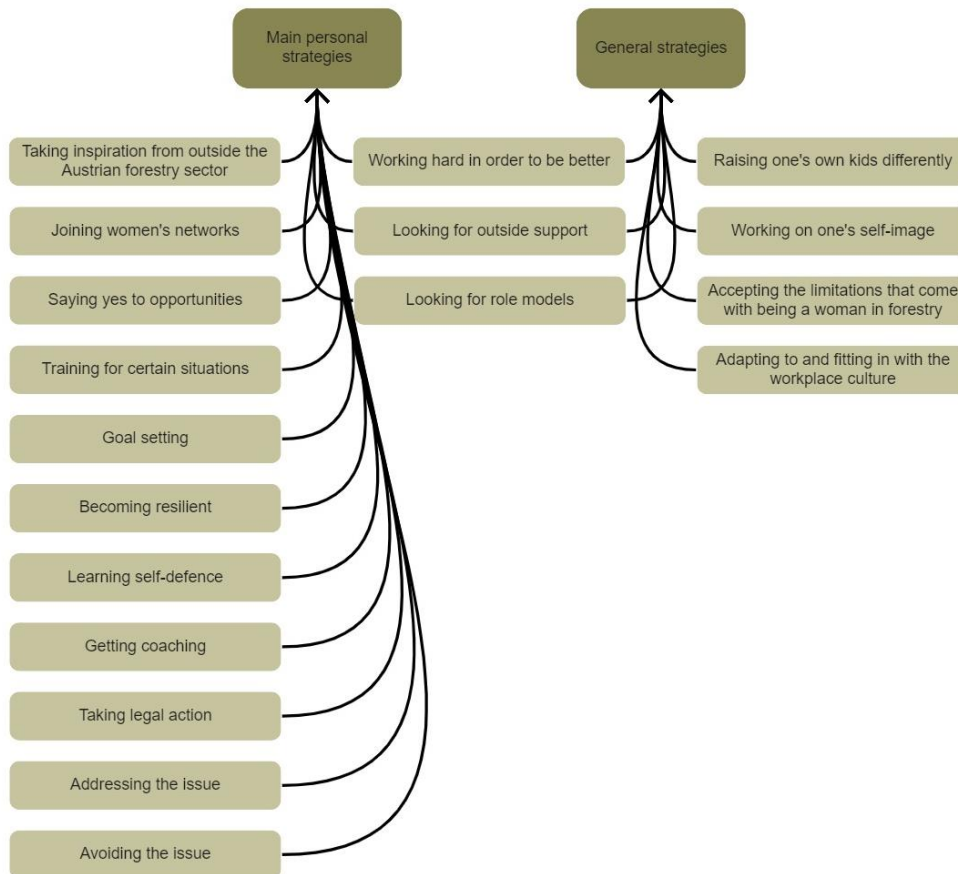 Main personal
strategies
General strategies
Taking inspiration from outside the
Austrian forestry sector
Working hard in order to be better
Raising one's own kids differently
Joining women's networks
Looking for outside support
Working on one's self-image
Saying yes to opportunities
Looking for role models
Accepting the limitations that come
with being a woman in forestry
Training for certain situations
Adapting to and fitting in with the
workplace culture
Goal setting
Becoming resilient
Learning self-defence
Getting coaching
Taking legal action
Addressing the issue
Avoiding the issue